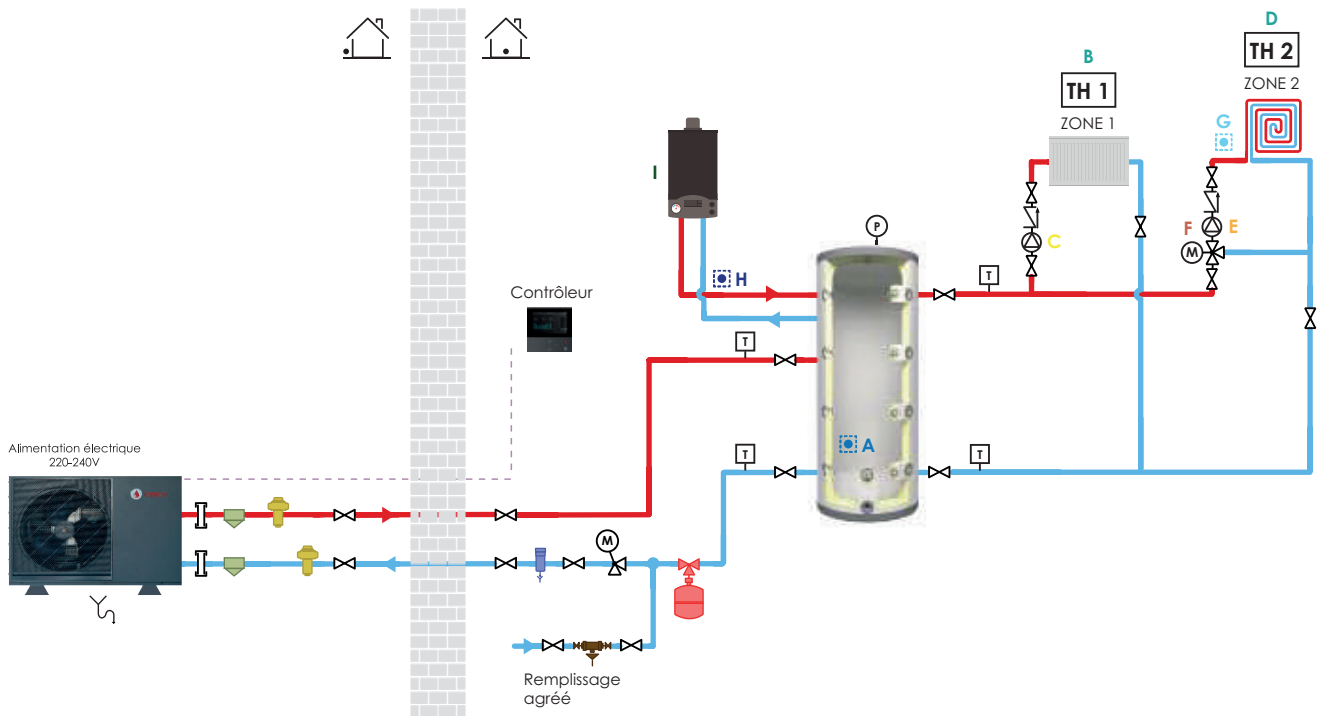 D
B
TH 2
TH 1
ZONE 2
ZONE 1
G
I
P
F
E
C
M
H
T
Contrôleur
T
A
T
T
Alimentation électrique
220-240V
M
Remplissage
agréé